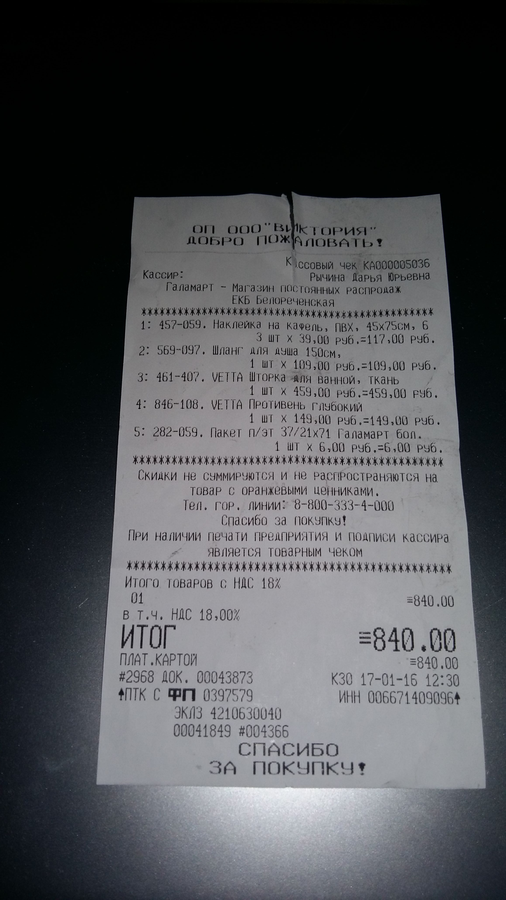 ОП ООО"ВИКТОРИЯ"
ДОБРО ПОЖАЛОВАТЬ!
Кассовый чек КА000005036
Кассир: Рычина Дарья Юрьевна
Галамарт - Магазин постоянных распродаж
ЕКБ Белореченская
*****************************************
1: 457-059. Наклейка на кафель, ПВХ, 45х75см, 6
3 шт X 39,00 руб.=117,00 руб.
2: 569-097. Шланг для душа 150см,
1 шт X 109,00 руб.=109,00 руб.
3: 461-407. VETTA Шторка для ванной, ткань
1 шт X 459,00 руб.=459,00 руб.
4: 846-108. VETTA Противень глубокий
1 шт X 149,00 руб.=149,00 руб.
5: 282-059. Пакет п/эт 37/21х71 Галамарт бол.
1 шт X 6,00 руб.=6,00 руб.
*****************************************
Скидки не суммируются и не распространяются на
товар с оранжевыми ценниками.
Тел. гор. линии: 8-800-333-4-000
Спасибо за покупку!
При наличии печати предприятия и подписи кассира
является товарным чеком
*****************************************
Итого товаров с НДС 18%
01 ≡840.00
в т.ч. НДС 18,00%
ИТОГ ≡840.00
ПЛАТ.КАРТОЙ ≡840.00
#2968 ДОК. 00043873 К30 17-01-16 12:30
↑ПТК С ФП 0397579 ИНН 006671409096↑
ЭКЛЗ 4210630040
00041849 #004366
СПАСИБО
ЗА ПОКУПКУ!